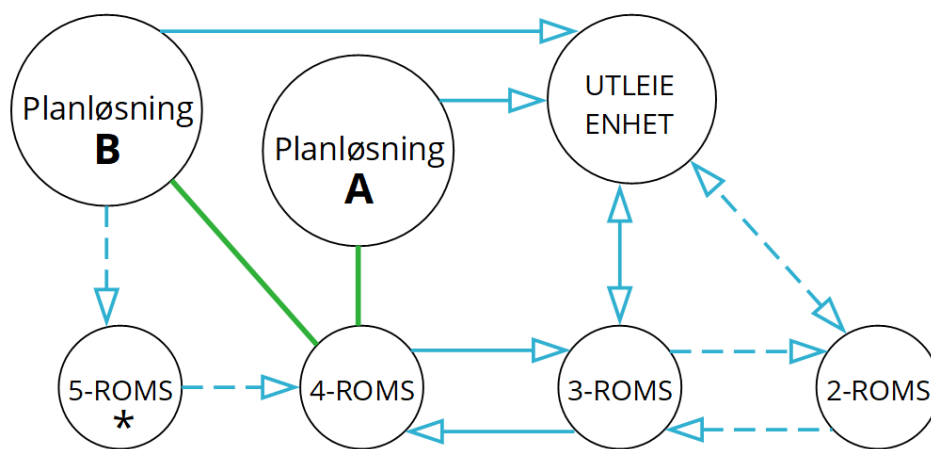 Planløsning
B
Planløsning
A
UTLEIE
ENHET
5-ROMS
*
4-ROMS
3-ROMS
2-ROMS